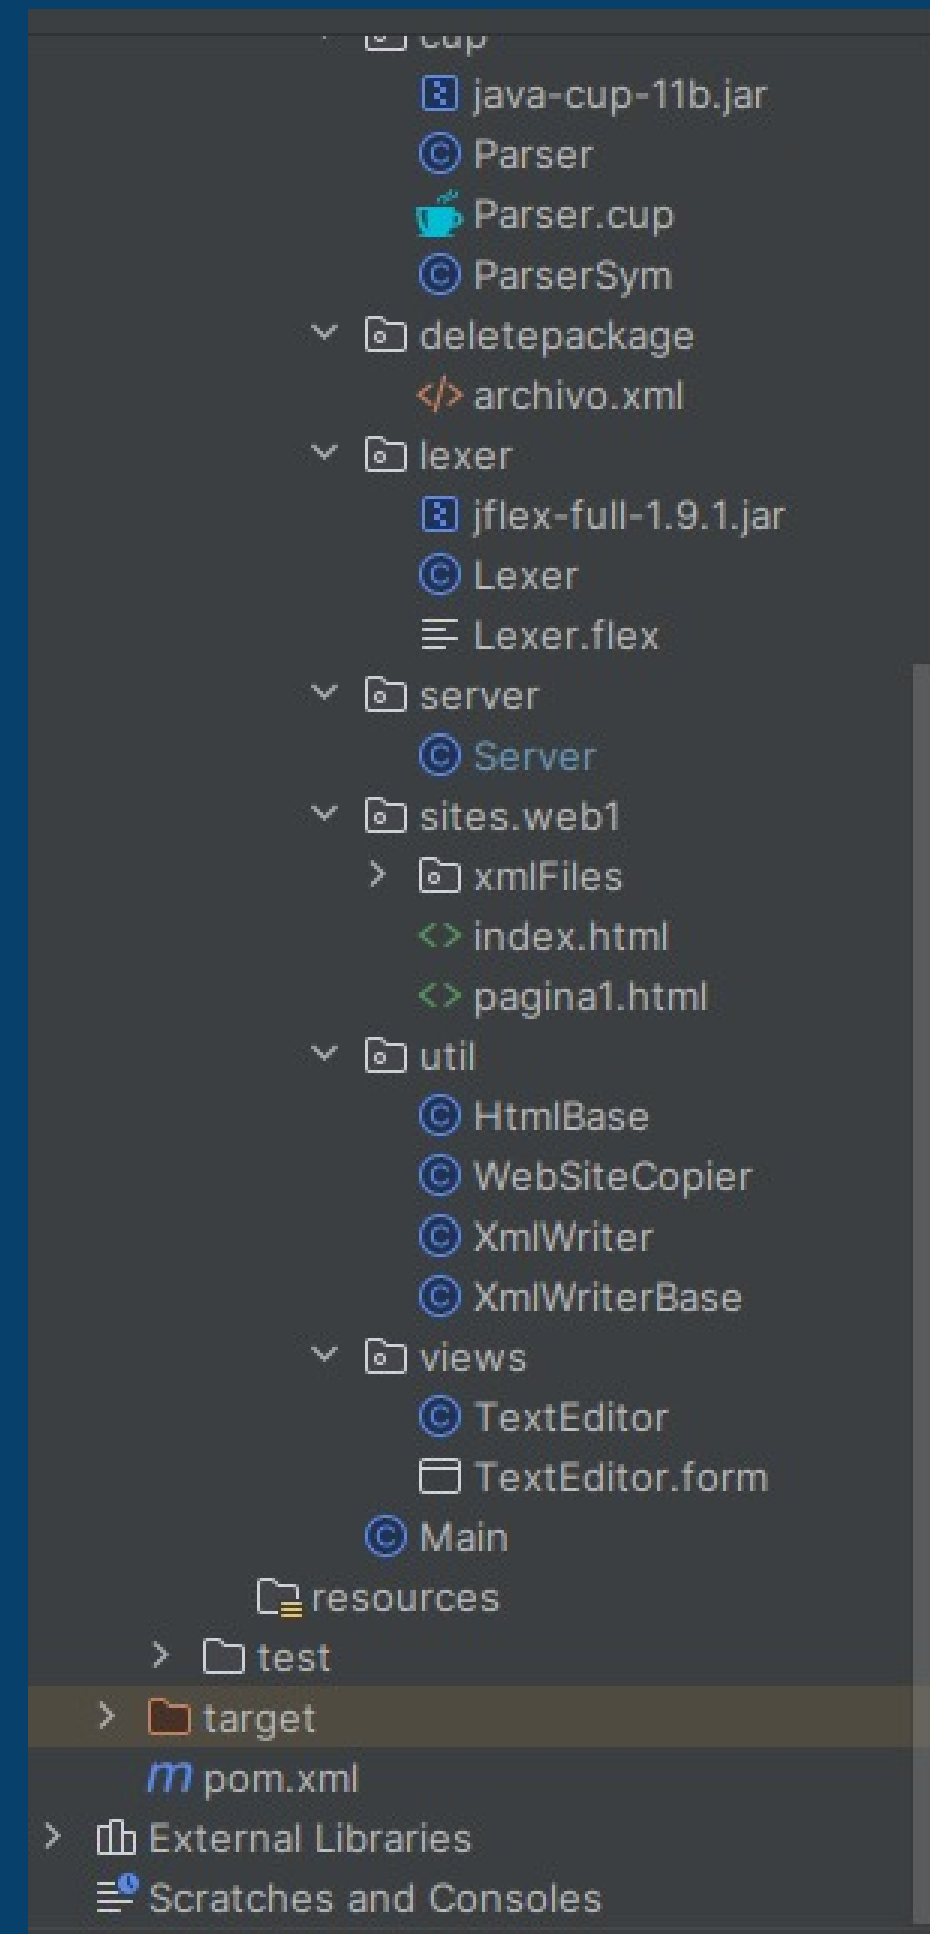 cup
java-cup-11b.jar
Parser
Parser.cup
ParserSym
deletepackage
archivo.xml
lexer
jflex-full-1.9.1.jar
Lexer
Lexer.flex
server
Server
sites.web1
xmlFiles
index.html
pagina1.html
util
HtmlBase
WebSiteCopier
XmlWriter
XmlWriterBase
views
TextEditor
TextEditor.form
Main
resources
test
target
pom.xml
External Libraries
Scratches and Consoles